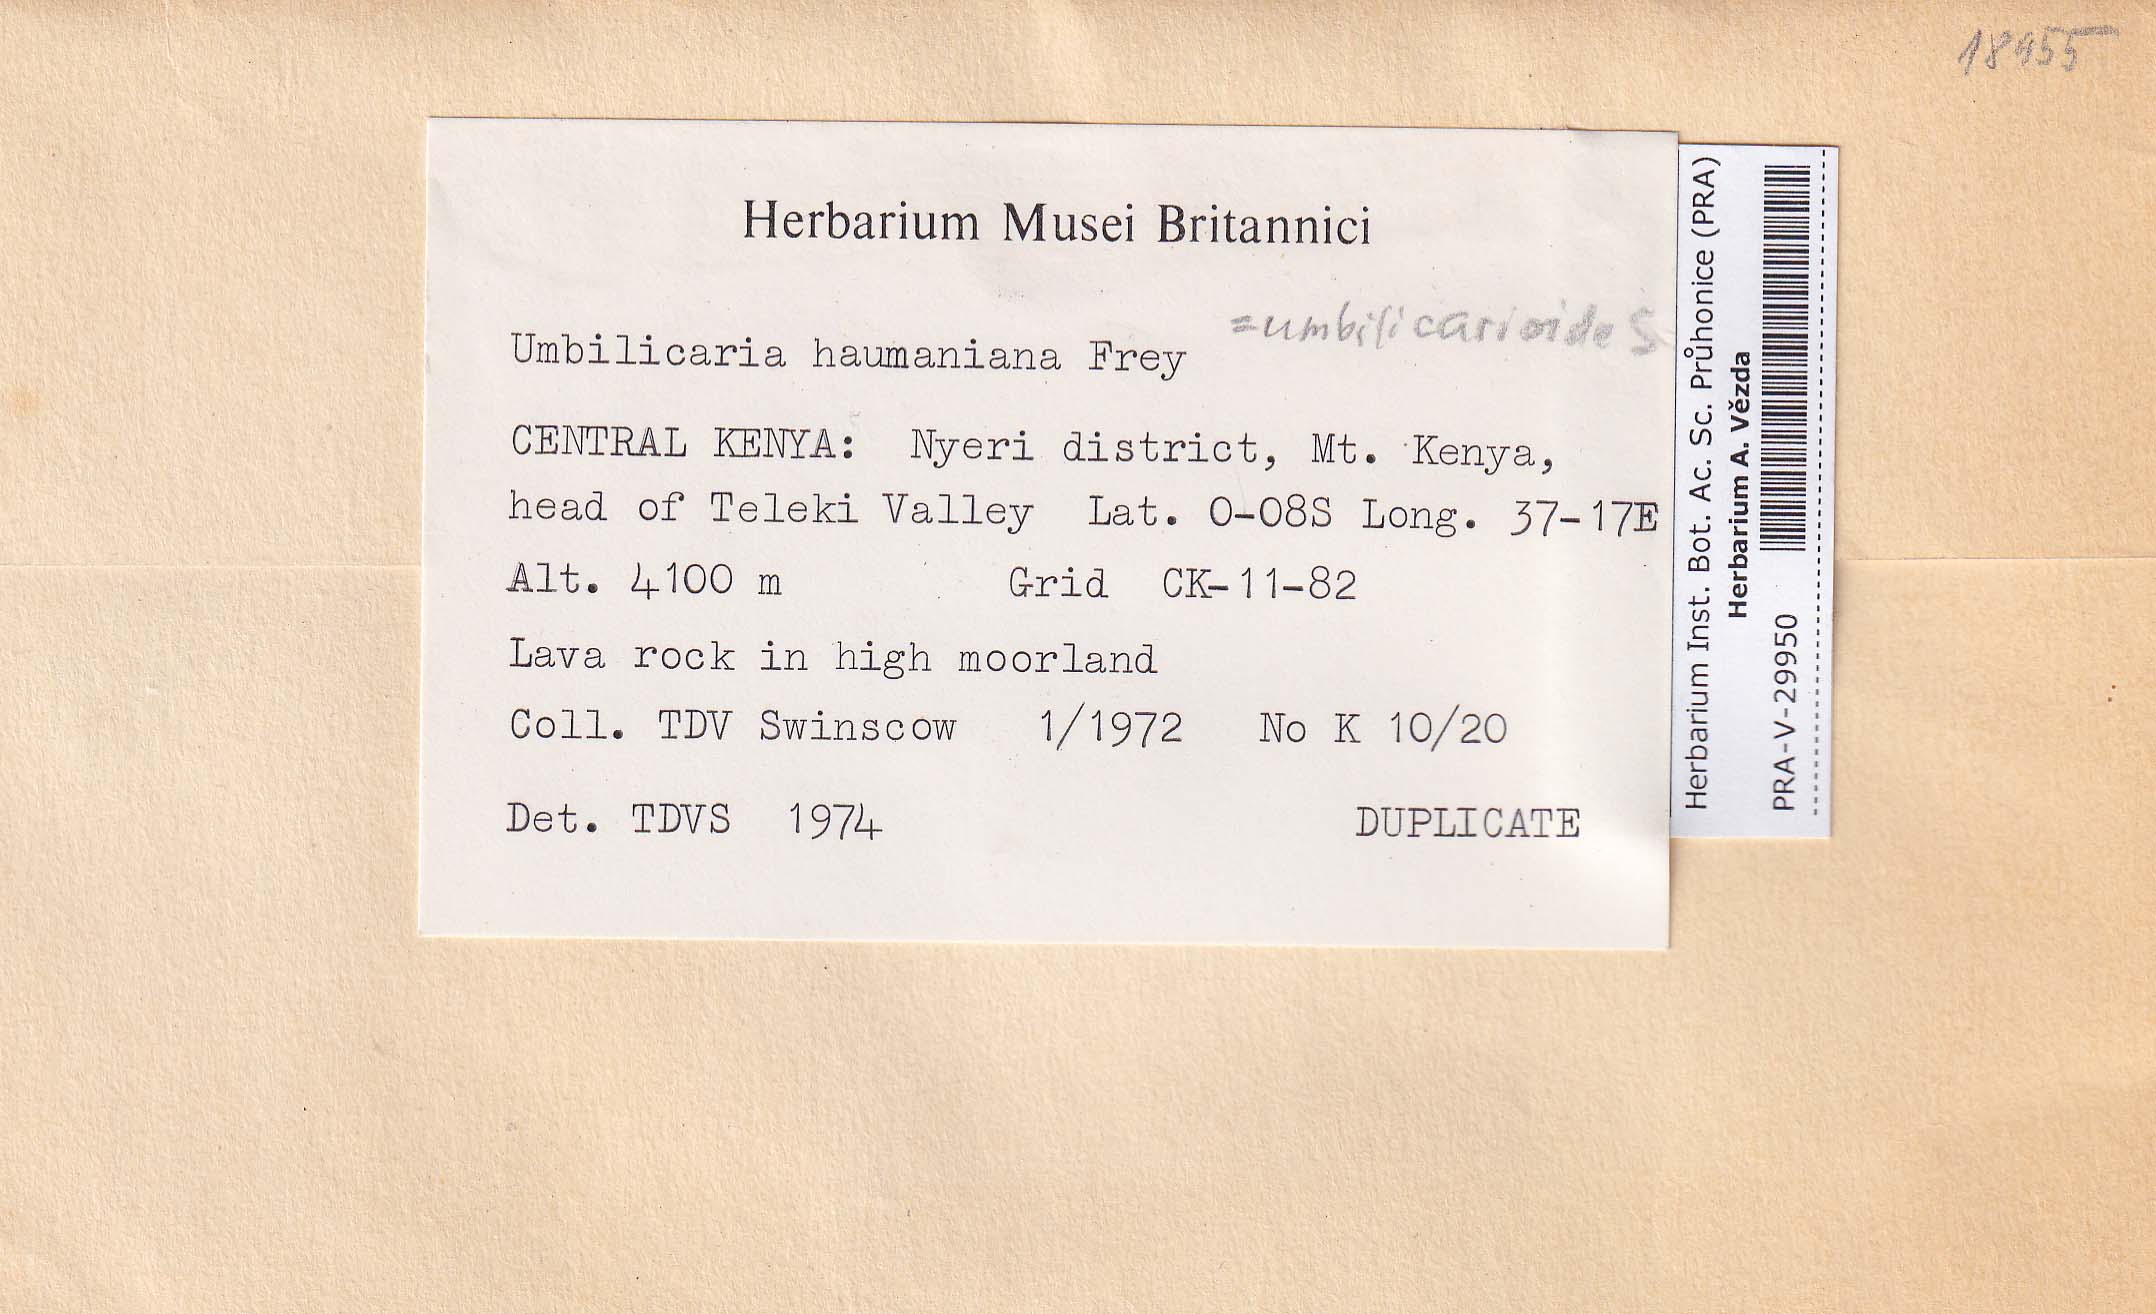 18455
Herbarium Musei Britannici
=umbilicarioides
Umbilicaria haumaniana Frey
CENTRAL KENYA: Nyeri district, Mt. Kenya,
head of Teleki Valley Lat. 0-08S Long. 37-17E
Alt. 4100 m Grid CK-11-82
Lava rock in high moorland
Coll. TDV Swinscow 1/1972 No K 10/20
Det. TDVS 1974 DUPLICATE
Herbarium Inst. Bot. Ac. Sc. Průhonice (PRA)
Herbarium A. Vězda
PRA-V-29950